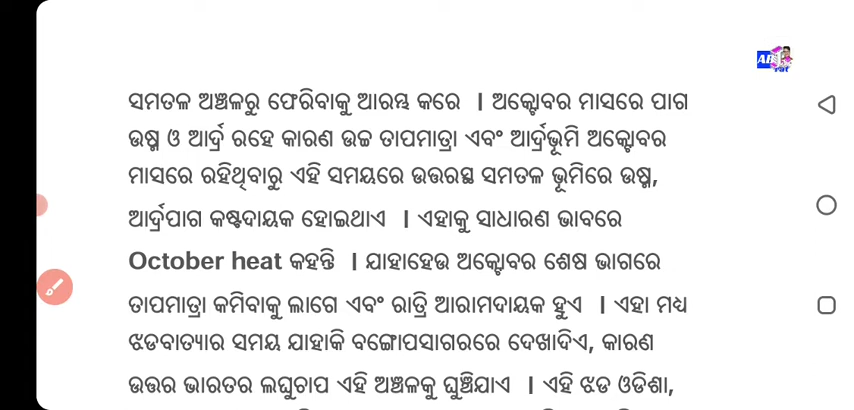 ସମତଳ ଅଞ୍ଚଳରୁ ଫେରିବାକୁ ଆରମ୍ଭ କରେ । ଅକ୍ଟୋବର ମାସରେ ପାଗ
ଉଷ୍ମ ଓ ଆର୍ଦ୍ର ରହେ କାରଣ ଉଚ୍ଚ ତାପମାତ୍ରା ଏବଂ ଆର୍ଦ୍ରଭୂମି ଅକ୍ଟୋବର
ମାସରେ ରହିଥିବାରୁ ଏହି ସମୟରେ ଉତ୍ତରସ୍ଥ ସମତଳ ଭୂମିରେ ଉଷ୍ମ,
ଆର୍ଦ୍ରପାଗ କଷ୍ଟଦାୟକ ହୋଇଥାଏ । ଏହାକୁ ସାଧାରଣ ଭାବରେ
October heat କହନ୍ତି । ଯାହାହେଉ ଅକ୍ଟୋବର ଶେଷ ଭାଗରେ
ତାପମାତ୍ରା କମିବାକୁ ଲାଗେ ଏବଂ ରାତ୍ରି ଆରାମଦାୟକ ହୁଏ । ଏହା ମଧ୍ୟ
ଝଡବାତ୍ୟାର ସମୟ ଯାହାକି ବଙ୍ଗୋପସାଗରରେ ଦେଖାଦିଏ, କାରଣ
ଉତ୍ତର ଭାରତର ଲଘୁଚାପ ଏହି ଅଞ୍ଚଳକୁ ଘୁଞ୍ଚିଯାଏ । ଏହି ଝଡ ଓଡିଶା,